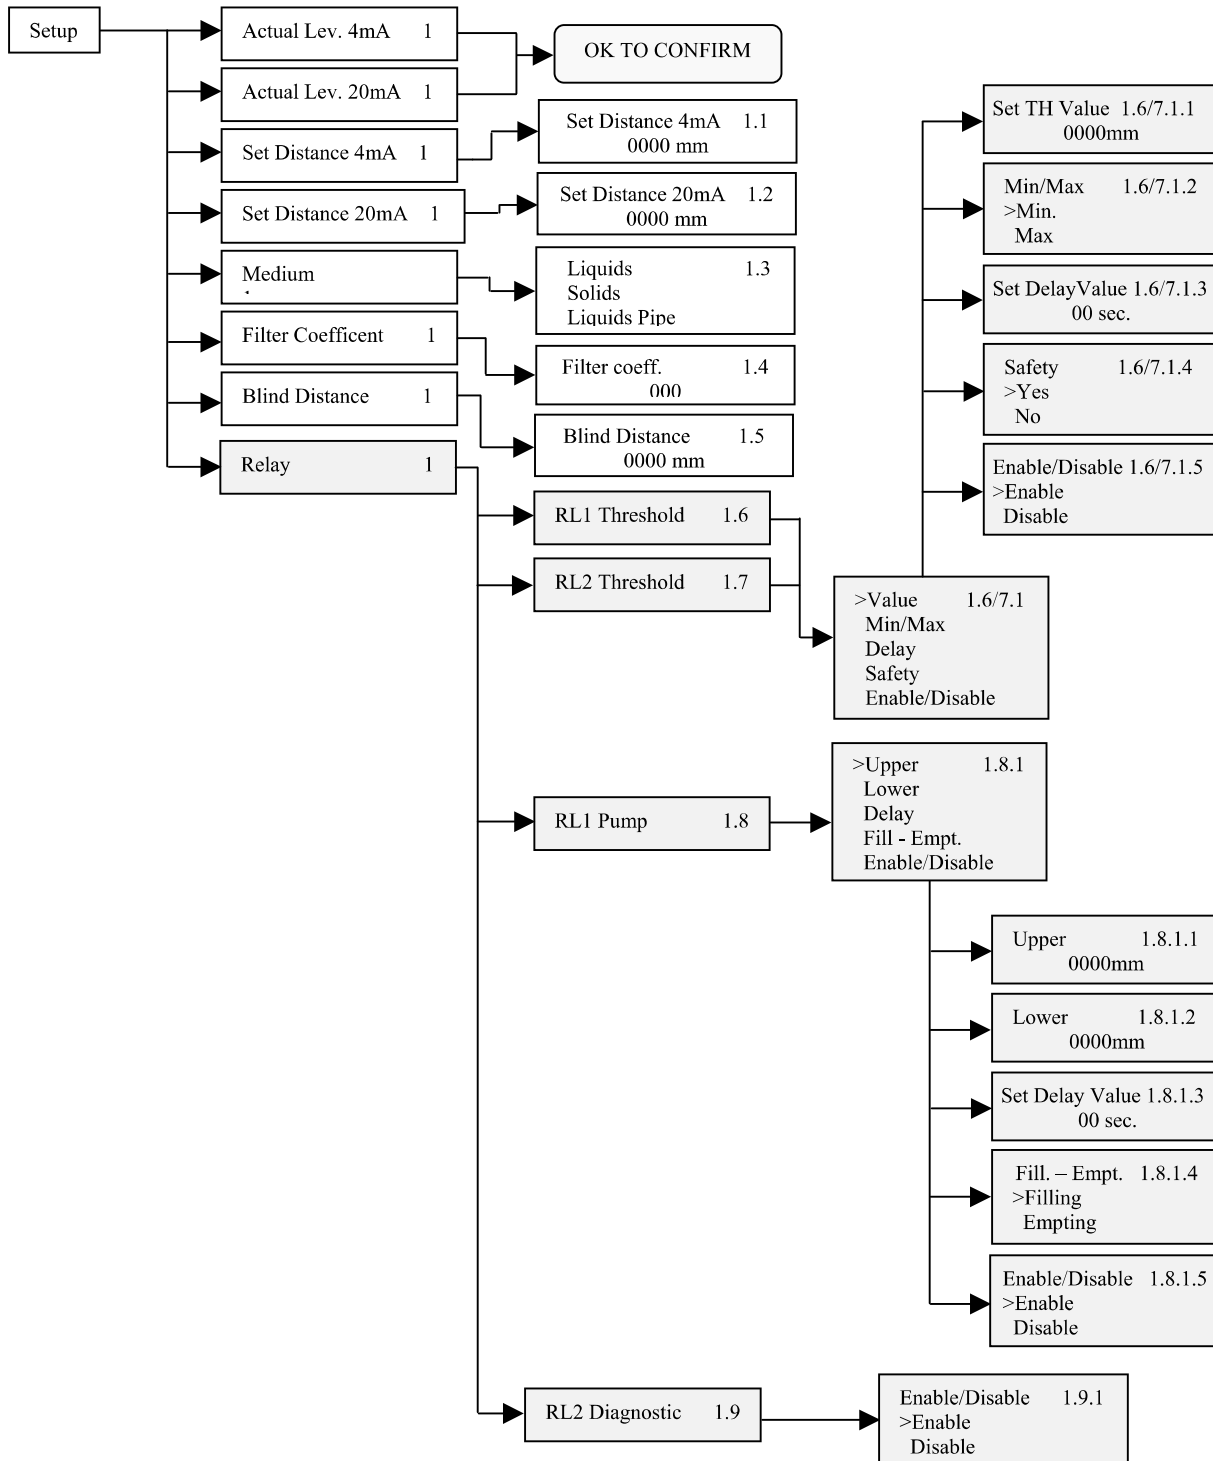 Setup
Actual Lev. 4mA 1
Actual Lev. 20mA 1
OK TO CONFIRM
Set Distance 4mA 1
Set Distance 4mA 1.1
0000 mm
Set Distance 20mA 1
Set Distance 20mA 1.2
0000 mm
Medium
Liquids 1.3
Solids
Liquids Pipe
Filter Coefficent 1
Filter coeff. 1.4
000
Blind Distance 1
Blind Distance 1.5
0000 mm
Relay 1
RL1 Threshold 1.6
RL2 Threshold 1.7
>Value 1.6/7.1
Min/Max
Delay
Safety
Enable/Disable
Set TH Value 1.6/7.1.1
0000mm
Min/Max 1.6/7.1.2
>Min.
Max
Set DelayValue 1.6/7.1.3
00 sec.
Safety 1.6/7.1.4
>Yes
No
Enable/Disable 1.6/7.1.5
>Enable
Disable
RL1 Pump 1.8
>Upper 1.8.1
Lower
Delay
Fill - Empt.
Enable/Disable
Upper 1.8.1.1
0000mm
Lower 1.8.1.2
0000mm
Set Delay Value 1.8.1.3
00 sec.
Fill. – Empt. 1.8.1.4
>Filling
Empting
Enable/Disable 1.8.1.5
>Enable
Disable
RL2 Diagnostic 1.9
Enable/Disable 1.9.1
>Enable
Disable